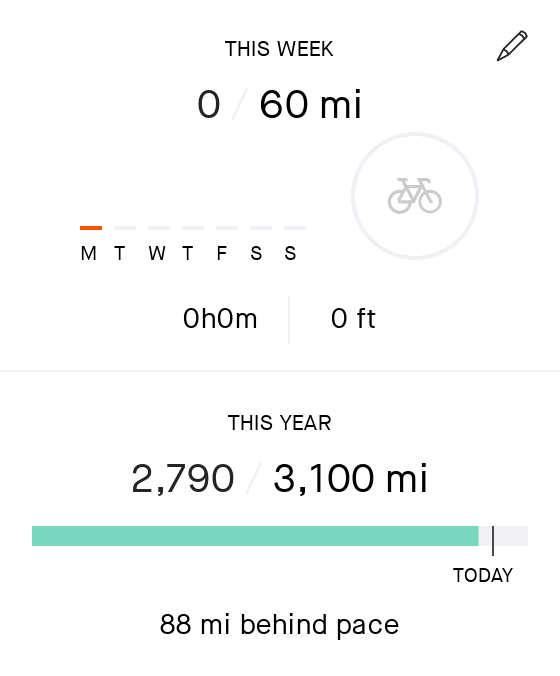 THIS WEEK
0 / 60 mi
M T W T F S S
0h0m 0 ft
THIS YEAR
2,790 / 3,100 mi
TODAY
88 mi behind pace